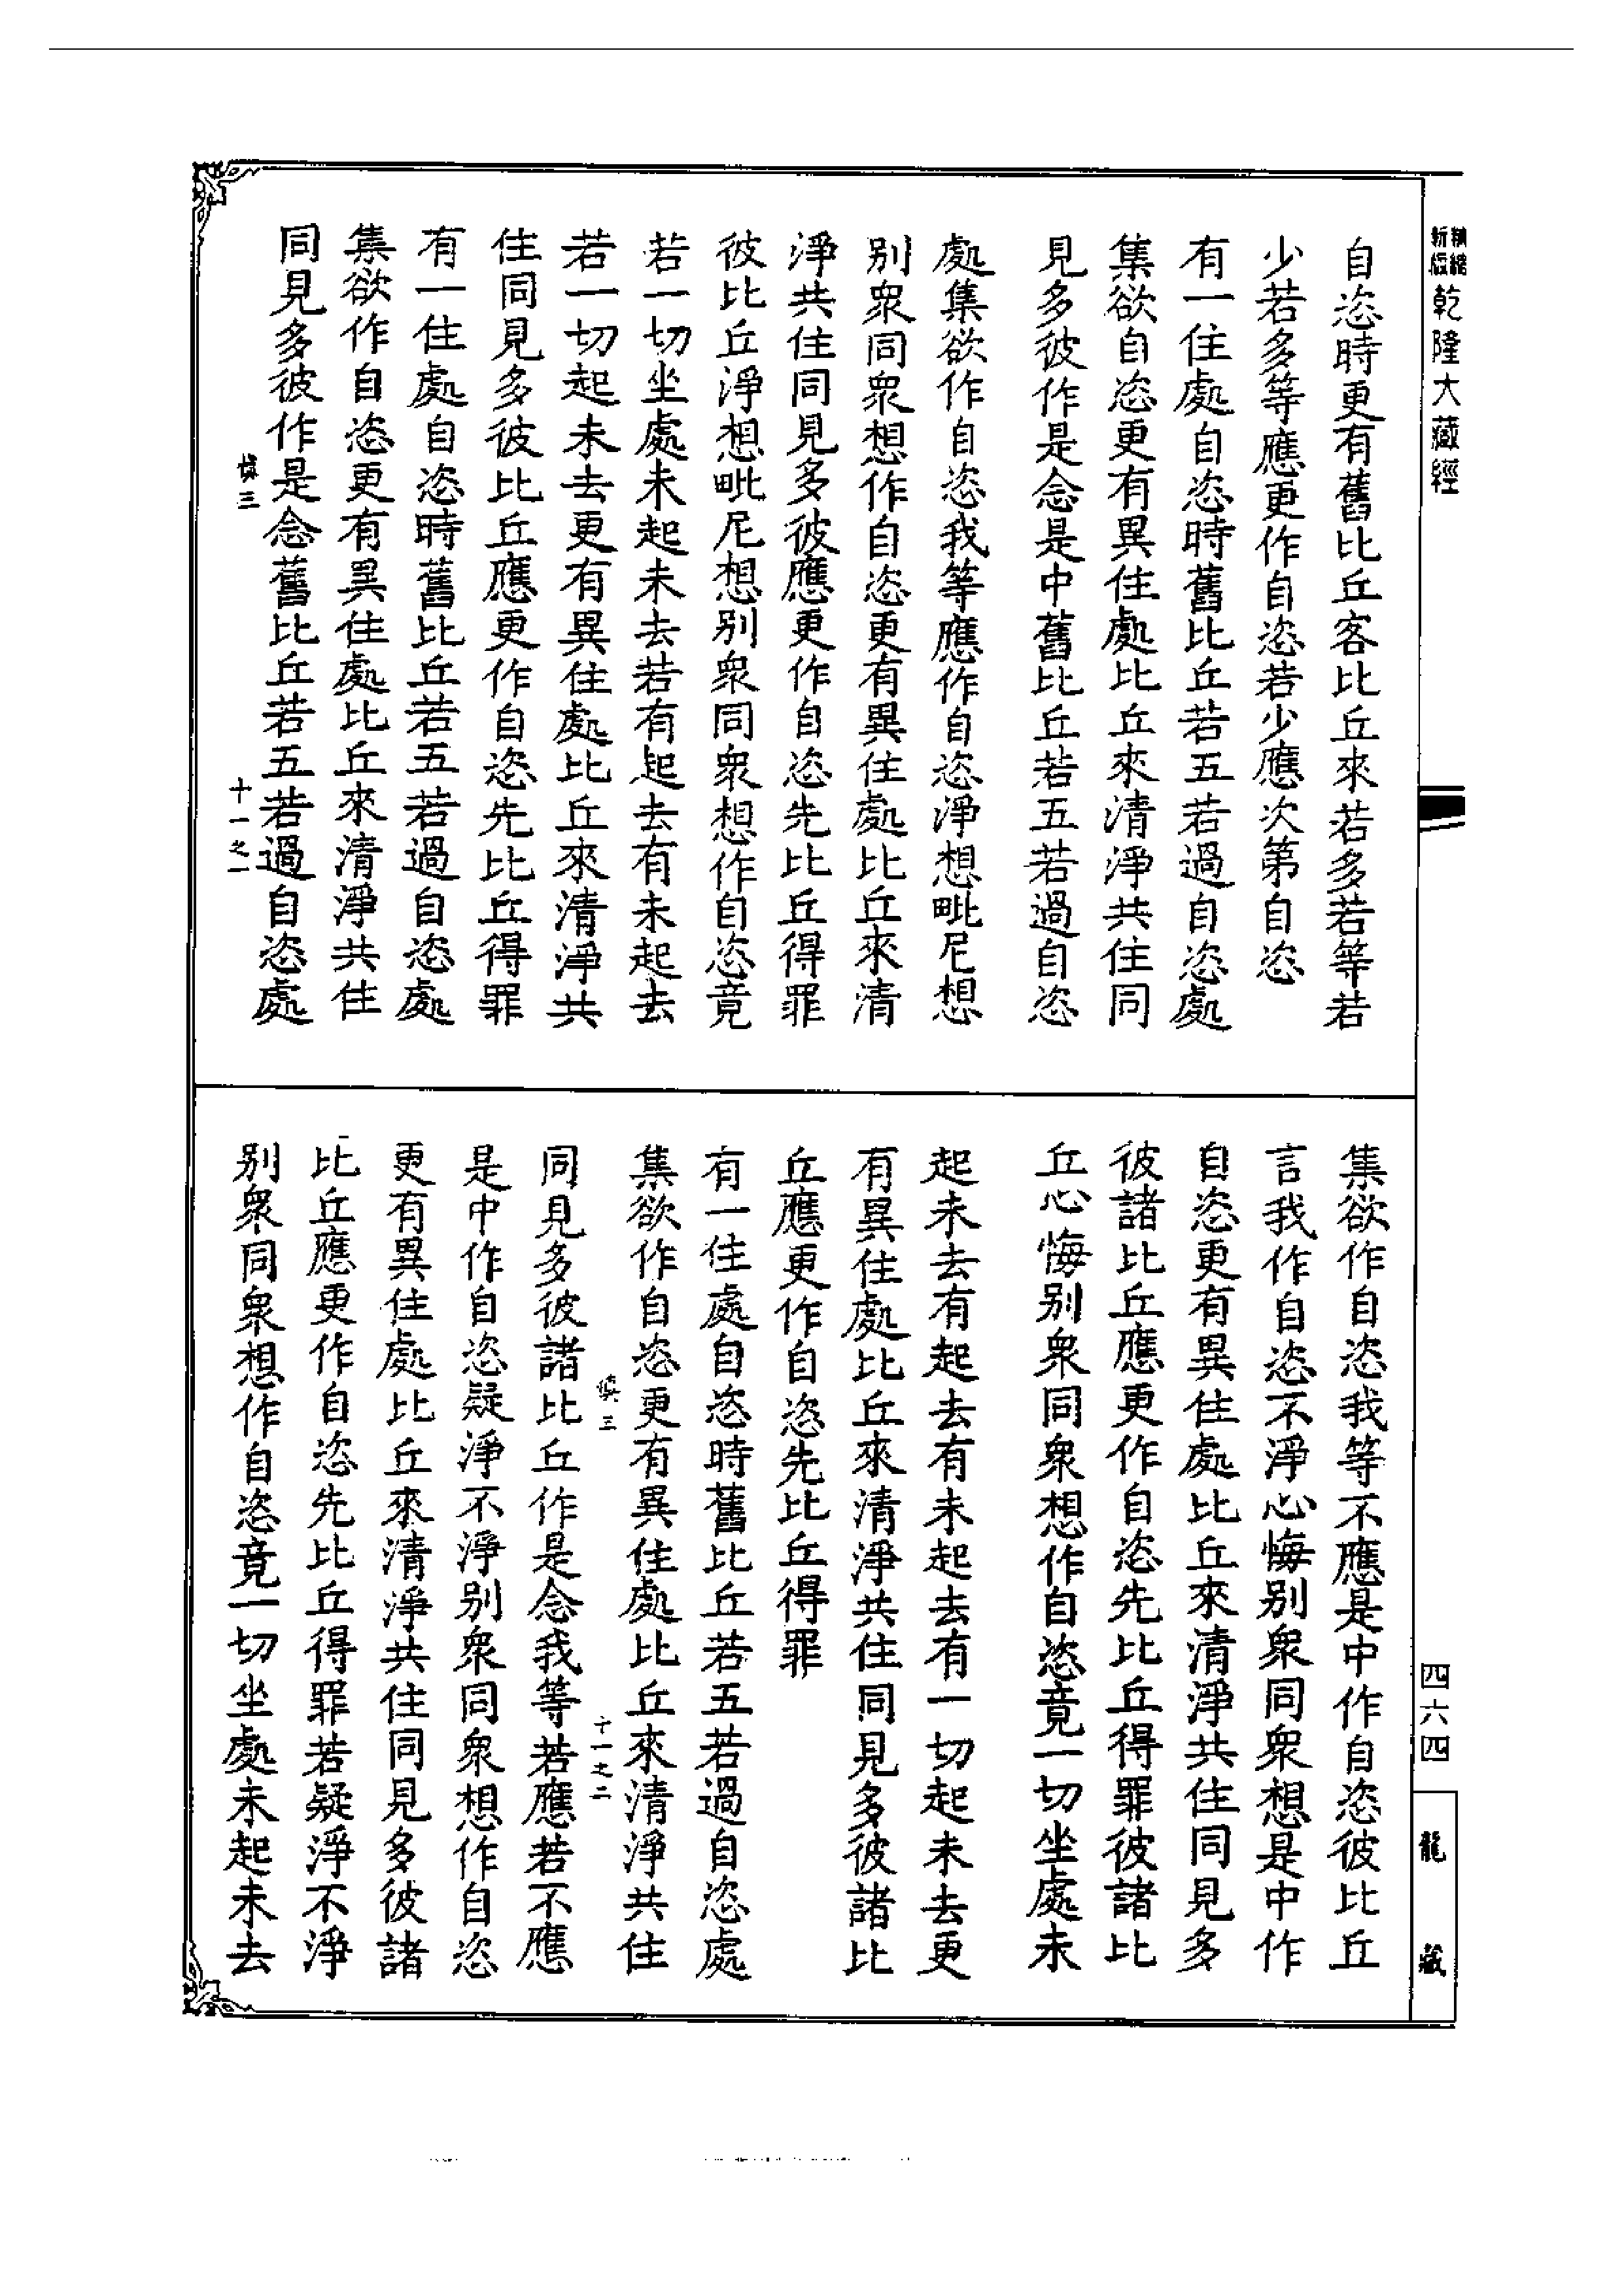 新版精縮乾隆大藏經
自恣時更有舊比丘客比丘來若多若等若
少若多等應更作自恣若少應次第自恣
有一住處自恣時舊比丘若五若過自恣處
集欲自恣更有異住處比丘來清淨共住同
見多彼作是念是中舊比丘若五若過自恣
處集欲作自恣我等應作自恣淨想毗尼想
別衆同衆想作自恣更有異住處比丘來清
淨共住同見多彼應更作自恣先比丘得罪
彼比丘淨想毗尼想別衆同衆想作自恣竟
若一切坐處未起未去若有起去有未起去
若一切起未去更有異住處比丘來清淨共
住同見多彼比丘應更作自恣先比丘得罪
有一住處自恣時舊比丘若五若過自恣處
集欲作自恣更有異住處比丘來清淨共住
同見多彼作是念舊比丘若五若過自恣處
三
十一之一
四六四
龍藏
集欲作自恣我等不應是中作自恣彼比丘
言我作自恣不淨心悔別衆同衆想是中作
自恣更有異住處比丘來清淨共住同見多
彼諸比丘應更作自恣先比丘得罪彼諸比
丘心悔別衆同衆想作自恣竟一切坐處未
起未去有起去有未起去有一切起未去更
有異住處比丘來清淨共住同見多彼諸比
丘應更作自恣先比丘得罪
有一住處自恣時舊比丘若五若過自恣處
集欲作自恣更有異住處比丘來清淨共住
三
十一之二
同見多彼諸比丘作是念我等若應若不應
是中作自恣疑淨不淨別衆同衆想作自恣
更有異住處比丘來清淨共住同見多彼諸
比丘應更作自恣先比丘得罪若疑淨不淨
別衆同衆想作自恣竟一切坐處未起未去